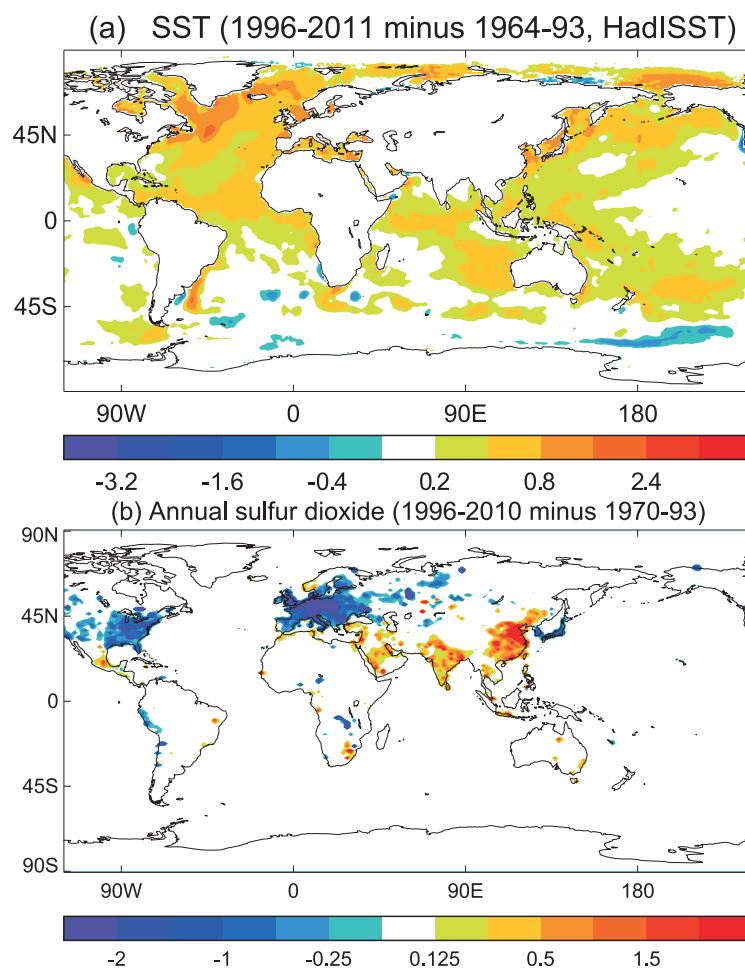 (a) SST (1996-2011 minus 1964-93, HadISST)
45N
0
45S
90W 0 90E 180
-3.2 -1.6 -0.4 0.2 0.8 2.4
(b) Annual sulfur dioxide (1996-2010 minus 1970-93)
90N
45N
0
45S
90S
90W 0 90E 180
-2 -1 -0.25 0.125 0.5 1.5